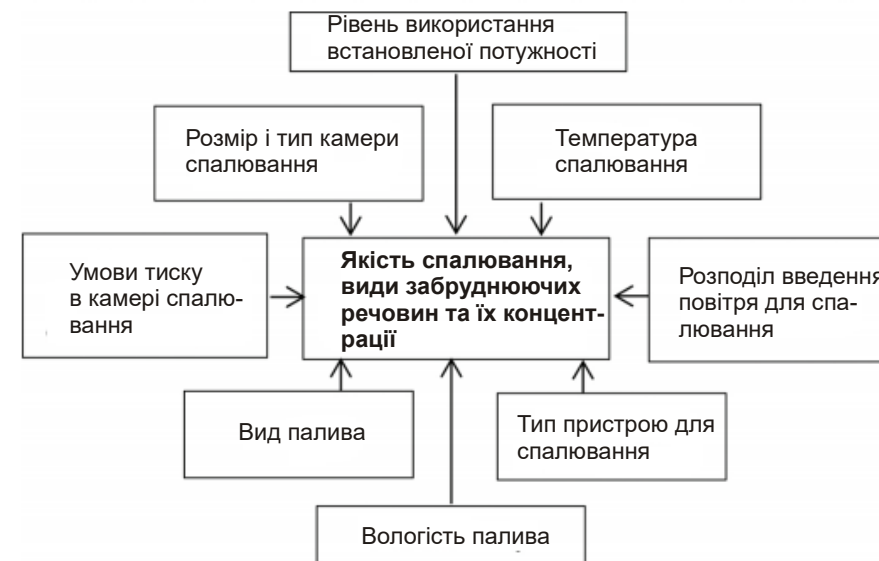 Рівень використання
встановленої потужності
Розмір і тип камери
спалювання
Температура
спалювання
Умови тиску
в камері спалю-
вання
Якість спалювання,
види забруднюючих
речовин та їх концент-
рації
Розподіл введення
повітря для спа-
лювання
Вид палива
Тип пристрою для
спалювання
Вологість палива